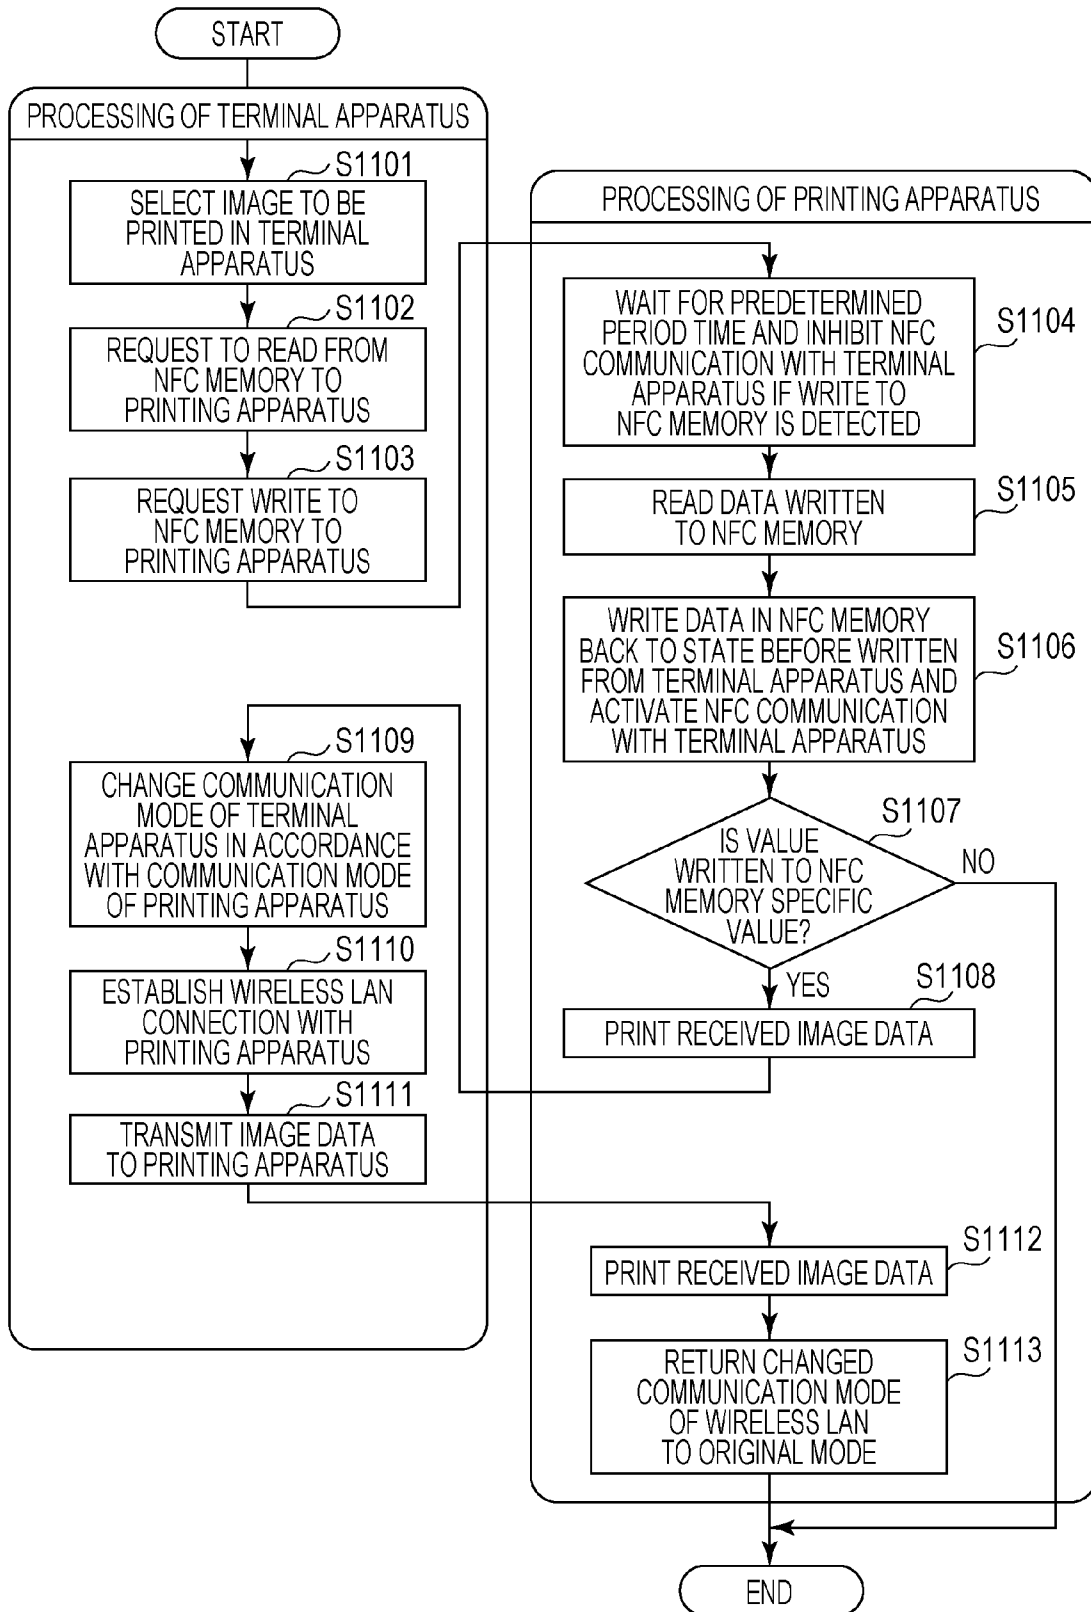 START
PROCESSING OF TERMINAL APPARATUS
S1101
SELECT IMAGE TO BE
PRINTED IN TERMINAL
APPARATUS
S1102
REQUEST TO READ FROM
NFC MEMORY TO
PRINTING APPARATUS
S1103
REQUEST WRITE TO
NFC MEMORY TO
PRINTING APPARATUS
PROCESSING OF PRINTING APPARATUS
S1104
WAIT FOR PREDETERMINED
PERIOD TIME AND INHIBIT NFC
COMMUNICATION WITH TERMINAL
APPARATUS IF WRITE TO
NFC MEMORY IS DETECTED
S1105
READ DATA WRITTEN
TO NFC MEMORY
S1106
WRITE DATA IN NFC MEMORY
BACK TO STATE BEFORE WRITTEN
FROM TERMINAL APPARATUS AND
ACTIVATE NFC COMMUNICATION
WITH TERMINAL APPARATUS
S1107
IS VALUE
WRITTEN TO NFC
MEMORY SPECIFIC
VALUE?
NO
YES
S1108
PRINT RECEIVED IMAGE DATA
S1109
CHANGE COMMUNICATION
MODE OF TERMINAL
APPARATUS IN ACCORDANCE
WITH COMMUNICATION MODE
OF PRINTING APPARATUS
S1110
ESTABLISH WIRELESS LAN
CONNECTION WITH
PRINTING APPARATUS
S1111
TRANSMIT IMAGE DATA
TO PRINTING APPARATUS
S1112
PRINT RECEIVED IMAGE DATA
S1113
RETURN CHANGED
COMMUNICATION MODE
OF WIRELESS LAN
TO ORIGINAL MODE
END